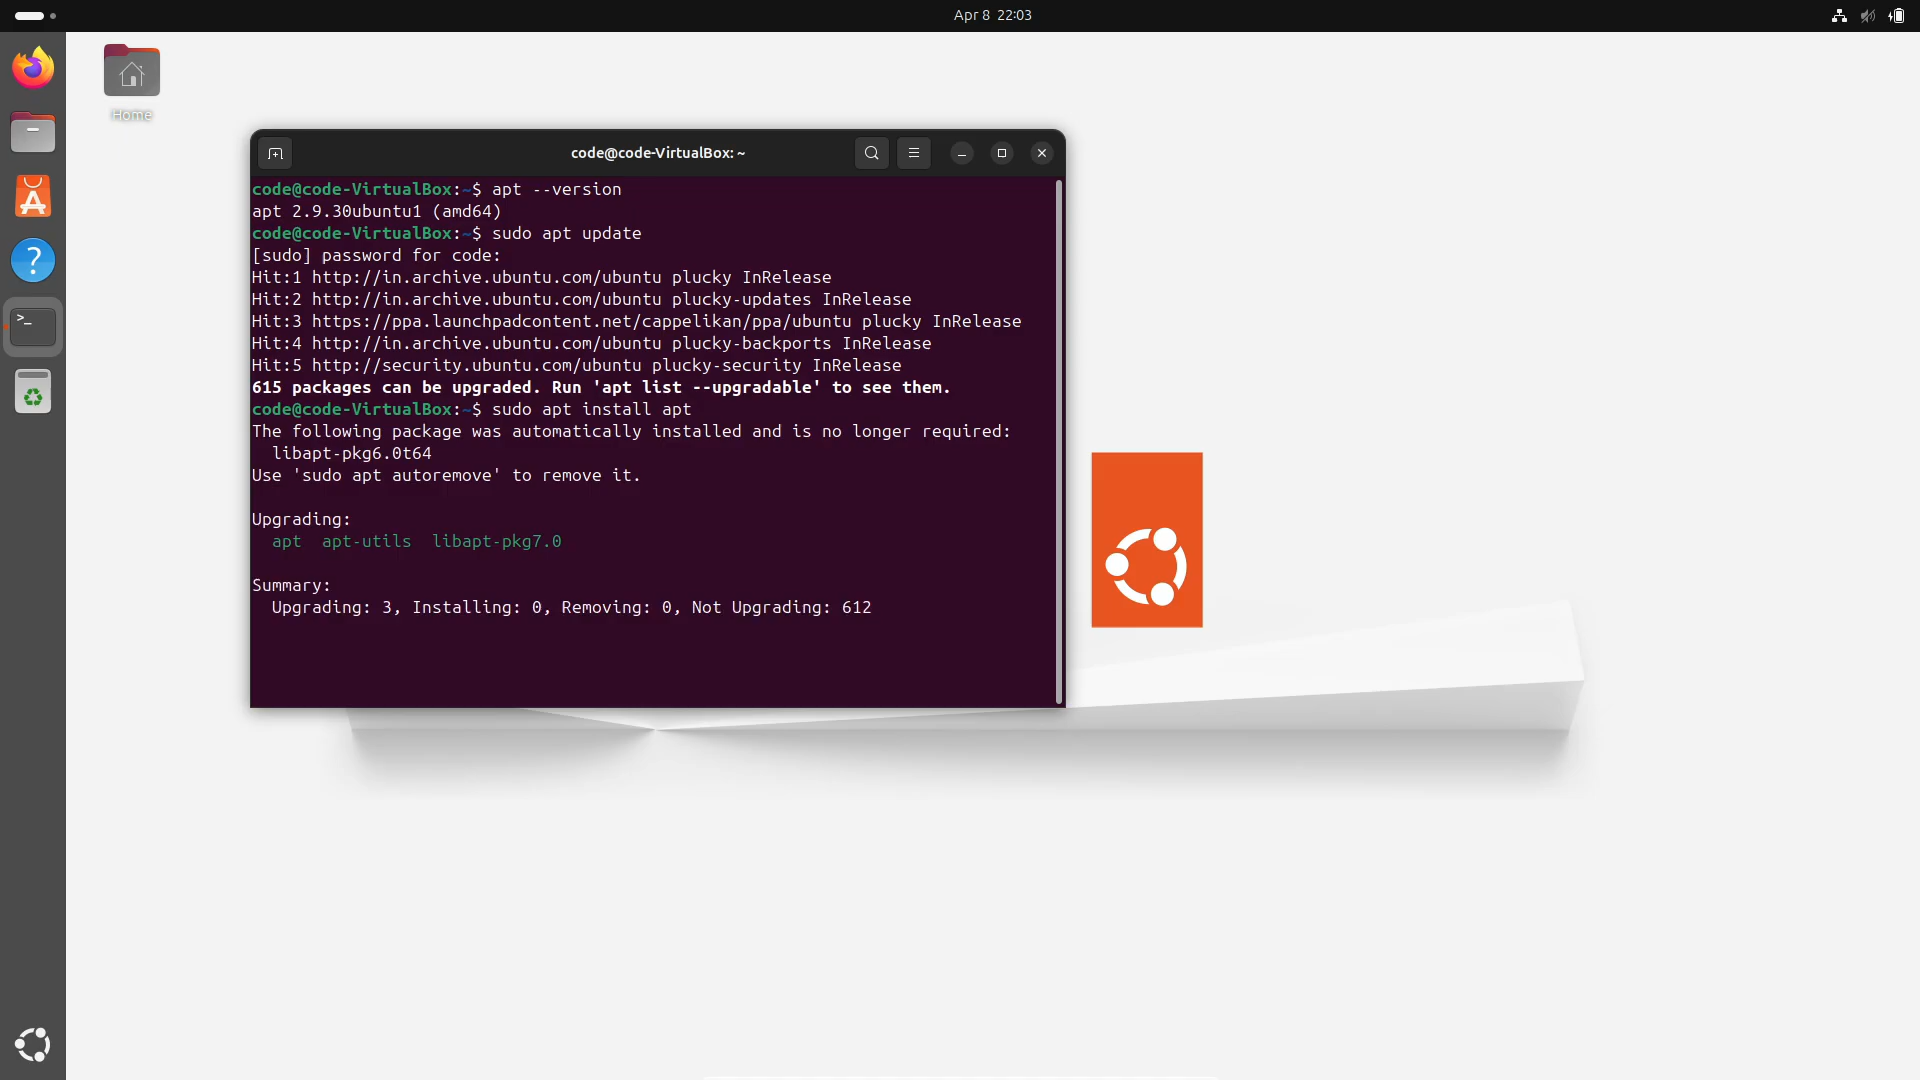 Apr 8 22:03
Home
code@code-VirtualBox: ~
code@code-VirtualBox:~$ apt --version
apt 2.9.30ubuntu1 (amd64)
code@code-VirtualBox:~$ sudo apt update
[sudo] password for code:
Hit:1 http://in.archive.ubuntu.com/ubuntu plucky InRelease
Hit:2 http://in.archive.ubuntu.com/ubuntu plucky-updates InRelease
Hit:3 https://ppa.launchpadcontent.net/cappelikan/ppa/ubuntu plucky InRelease
Hit:4 http://in.archive.ubuntu.com/ubuntu plucky-backports InRelease
Hit:5 http://security.ubuntu.com/ubuntu plucky-security InRelease
615 packages can be upgraded. Run 'apt list --upgradable' to see them.
code@code-VirtualBox:~$ sudo apt install apt
The following package was automatically installed and is no longer required:
  libapt-pkg6.0t64
Use 'sudo apt autoremove' to remove it.

Upgrading:
  apt  apt-utils  libapt-pkg7.0

Summary:
  Upgrading: 3, Installing: 0, Removing: 0, Not Upgrading: 612